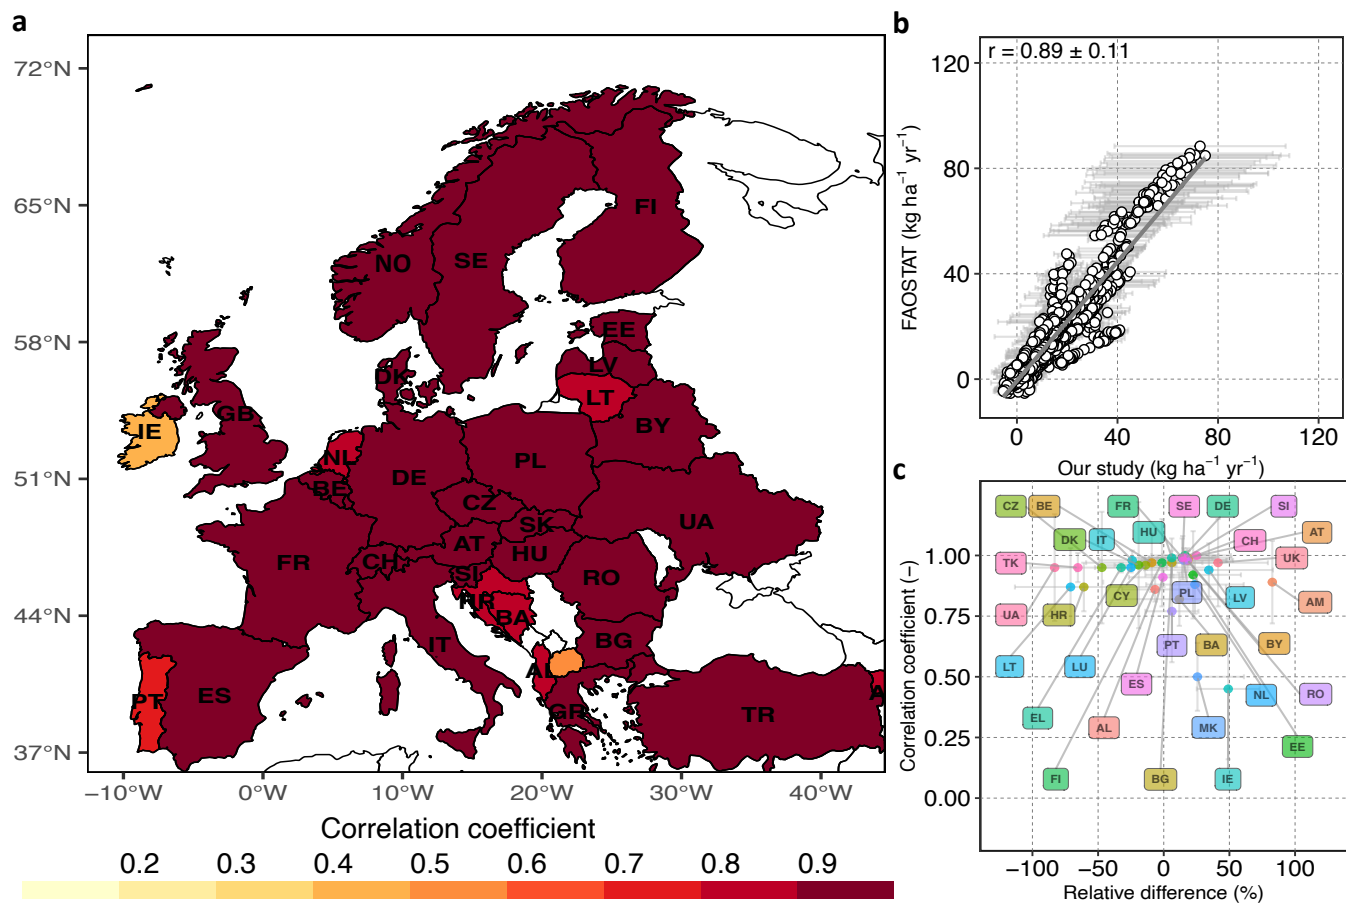 a
72°N
65°N
58°N
51°N
44°N
37°N
−10°W
0°W
10°W
20°W
30°W
40°W
NO
SE
FI
EE
LV
LT
DK
BY
IE
GB
NL
BE
DE
PL
CZ
SK
UA
FR
CH
AT
HU
SI
HR
BA
RO
IT
BG
PT
ES
AL
GR
TR
A
Correlation coefficient
0.2 0.3 0.4 0.5 0.6 0.7 0.8 0.9
b
r = 0.89 ± 0.11
FAOSTAT (kg ha−1 yr−1)
120
80
40
0
0 40 80 120
Our study (kg ha−1 yr−1)
c
Correlation coefficient (−)
1.00
0.75
0.50
0.25
0.00
CZ BE FR SE DE SI
DK IT HU CH AT
TK UK
CY PL LV AM
UA HR
PT BA BY
LT LU ES NL RO
EL AL MK EE
FI BG IE
−100 −50 0 50 100
Relative difference (%)